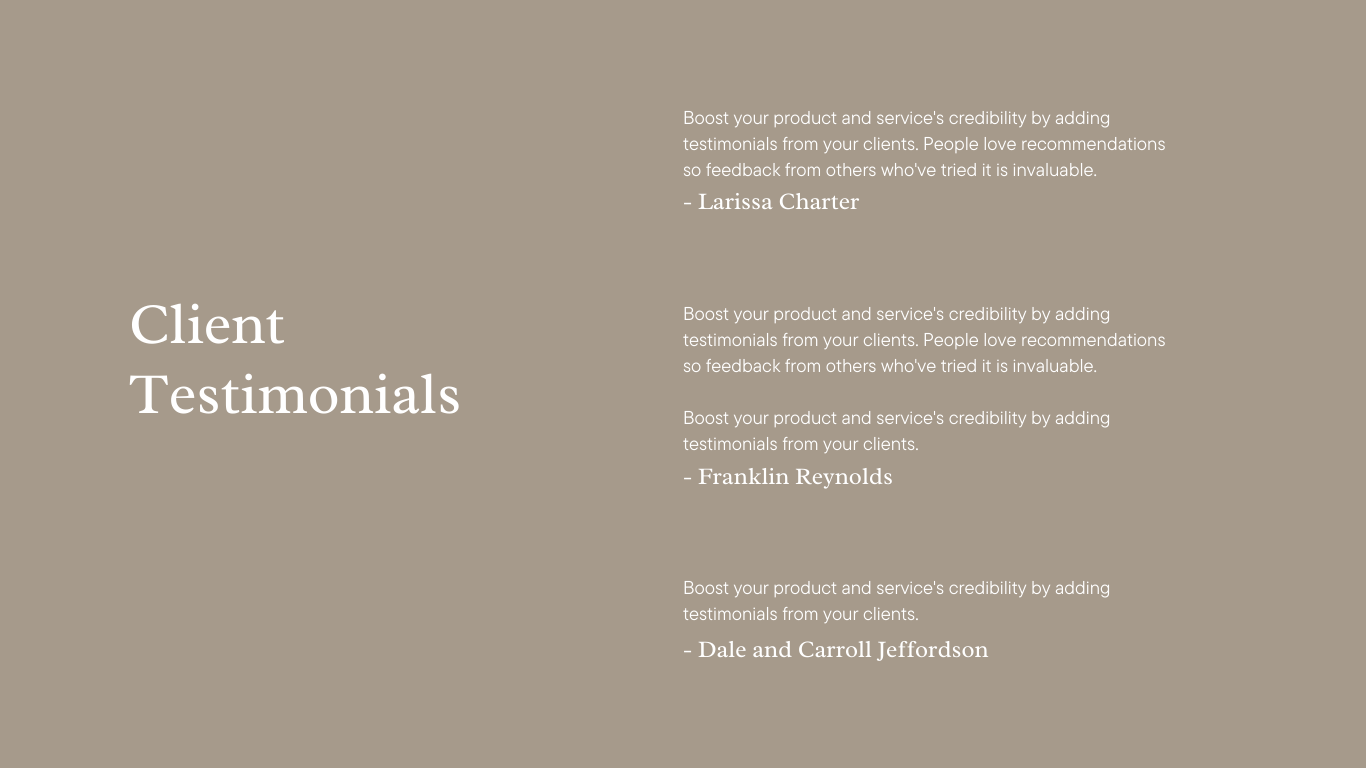 Client
Testimonials
Boost your product and service's credibility by adding
testimonials from your clients. People love recommendations
so feedback from others who've tried it is invaluable.
- Larissa Charter
Boost your product and service's credibility by adding
testimonials from your clients. People love recommendations
so feedback from others who've tried it is invaluable.
Boost your product and service's credibility by adding
testimonials from your clients.
- Franklin Reynolds
Boost your product and service's credibility by adding
testimonials from your clients.
- Dale and Carroll Jeffordson